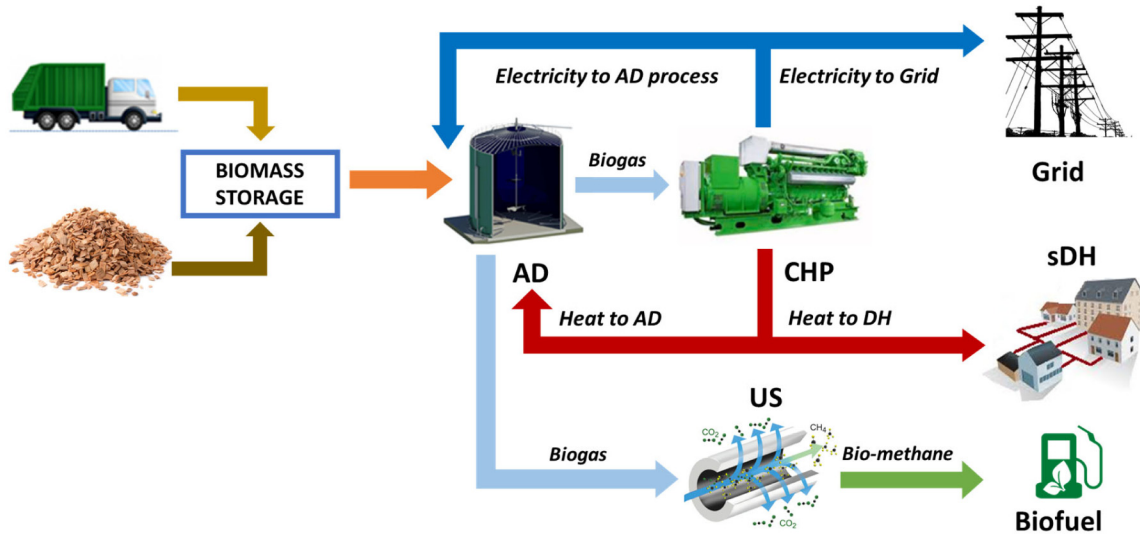 Electricity to AD process
Electricity to Grid
Biogas
BIOMASS
STORAGE
Grid
AD
CHP
sDH
Heat to AD
Heat to DH
US
CO2
CH4
Biogas
Bio-methane
CO2
Biofuel